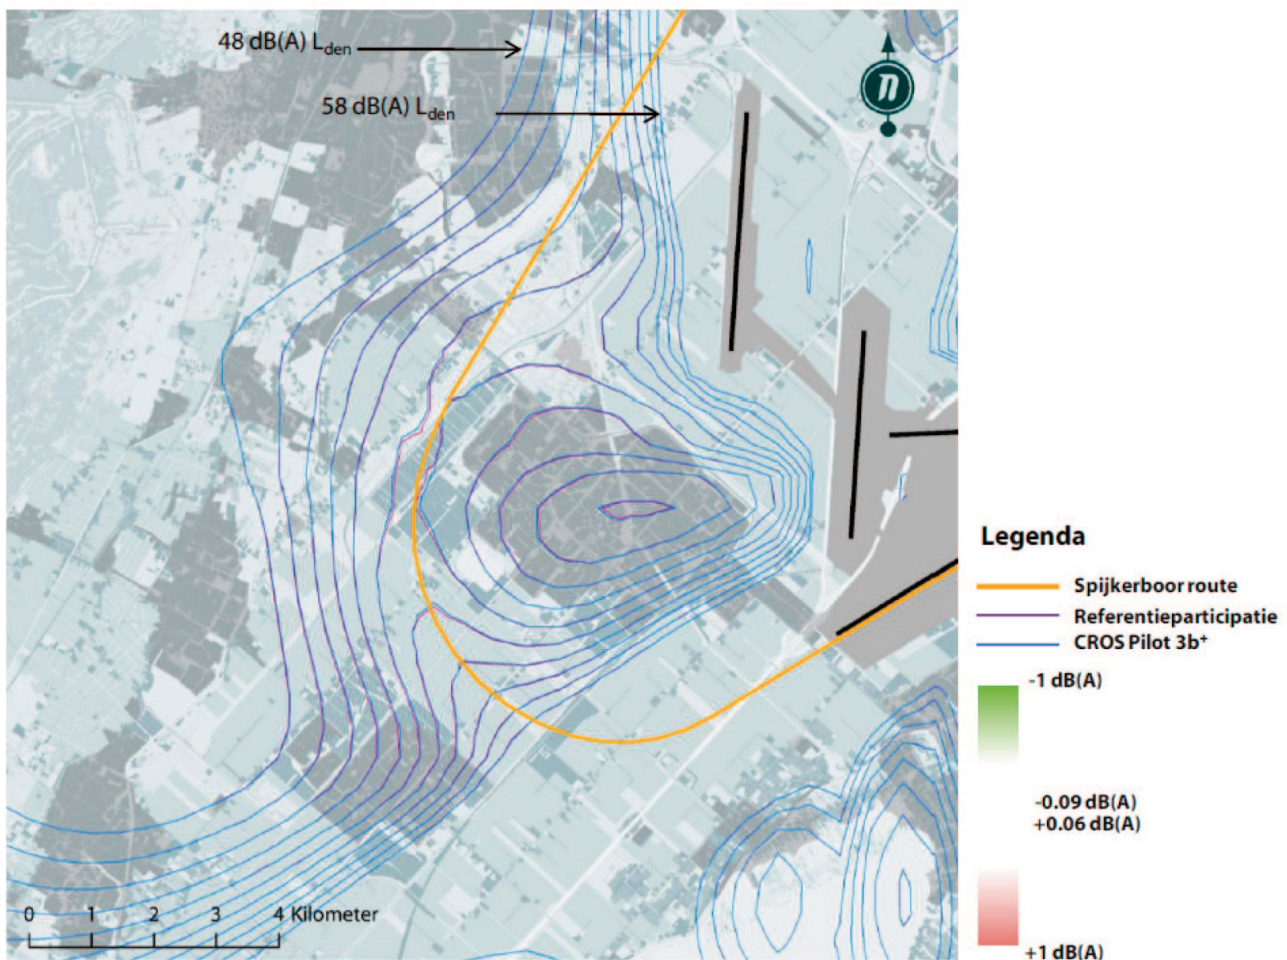 48 dB(A) Lden
58 dB(A) Lden
n
0 1 2 3 4 Kilometer
Legenda
Spijkerboor route
Referentieparticipatie
CROS Pilot 3b+
-1 dB(A)
-0.09 dB(A)
+0.06 dB(A)
+1 dB(A)